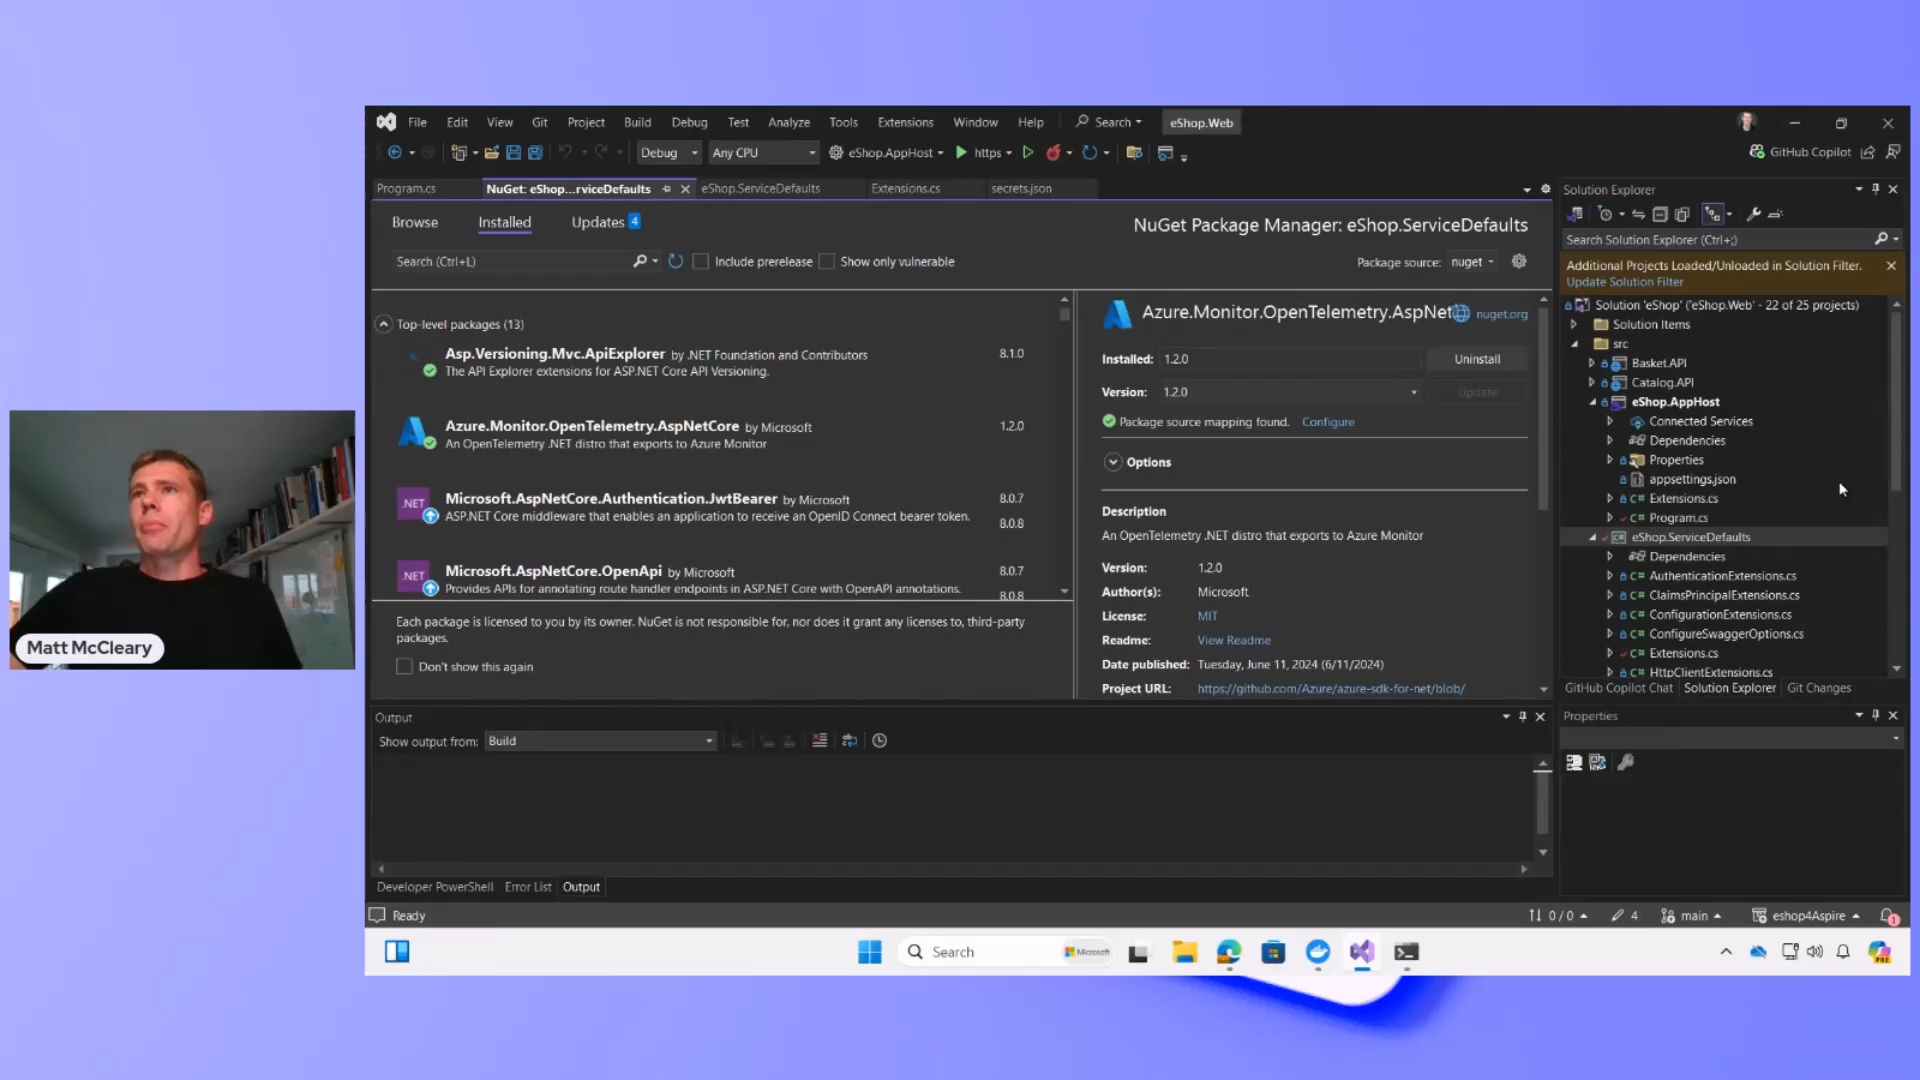 File Edit View Git Project Build Debug Test Analyze Tools Extensions Window Help Search eShop.Web
Debug Any CPU eShop.AppHost https GitHub Copilot
Program.cs NuGet: eShop...rviceDefaults eShop.ServiceDefaults Extensions.cs secrets.json
Browse Installed Updates 4
NuGet Package Manager: eShop.ServiceDefaults
Search (Ctrl+L) Include prerelease Show only vulnerable
Package source: nuget
Top-level packages (13)
Asp.Versioning.Mvc.ApiExplorer by .NET Foundation and Contributors 8.1.0
The API Explorer extensions for ASP.NET Core API Versioning.
Azure.Monitor.OpenTelemetry.AspNetCore by Microsoft 1.2.0
An OpenTelemetry .NET distro that exports to Azure Monitor
.NET Microsoft.AspNetCore.Authentication.JwtBearer by Microsoft 8.0.7
ASP.NET Core middleware that enables an application to receive an OpenID Connect bearer token. 8.0.8
.NET Microsoft.AspNetCore.OpenApi by Microsoft 8.0.7
Provides APIs for annotating route handler endpoints in ASP.NET Core with OpenAPI annotations. 8.0.8
Each package is licensed to you by its owner. NuGet is not responsible for, nor does it grant any licenses to, third-party
packages.
Don't show this again
Azure.Monitor.OpenTelemetry.AspNet nuget.org
Installed: 1.2.0 Uninstall
Version: 1.2.0 Update
Package source mapping found. Configure
Options
Description
An OpenTelemetry .NET distro that exports to Azure Monitor
Version: 1.2.0
Author(s): Microsoft
License: MIT
Readme: View Readme
Date published: Tuesday, June 11, 2024 (6/11/2024)
Project URL: https://github.com/Azure/azure-sdk-for-net/blob/
Solution Explorer
Search Solution Explorer (Ctrl+;)
Additional Projects Loaded/Unloaded in Solution Filter.
Update Solution Filter
Solution 'eShop' ('eShop.Web' - 22 of 25 projects)
Solution Items
src
Basket.API
Catalog.API
eShop.AppHost
Connected Services
Dependencies
Properties
appsettings.json
C# Extensions.cs
C# Program.cs
eShop.ServiceDefaults
Dependencies
C# AuthenticationExtensions.cs
C# ClaimsPrincipalExtensions.cs
C# ConfigurationExtensions.cs
C# ConfigureSwaggerOptions.cs
C# Extensions.cs
C# HttpClientExtensions.cs
GitHub Copilot Chat Solution Explorer Git Changes
Properties
Output
Show output from: Build
Developer PowerShell Error List Output
Ready 0 / 0 4 main eshop4Aspire 1
Search Microsoft PRE
Matt McCleary